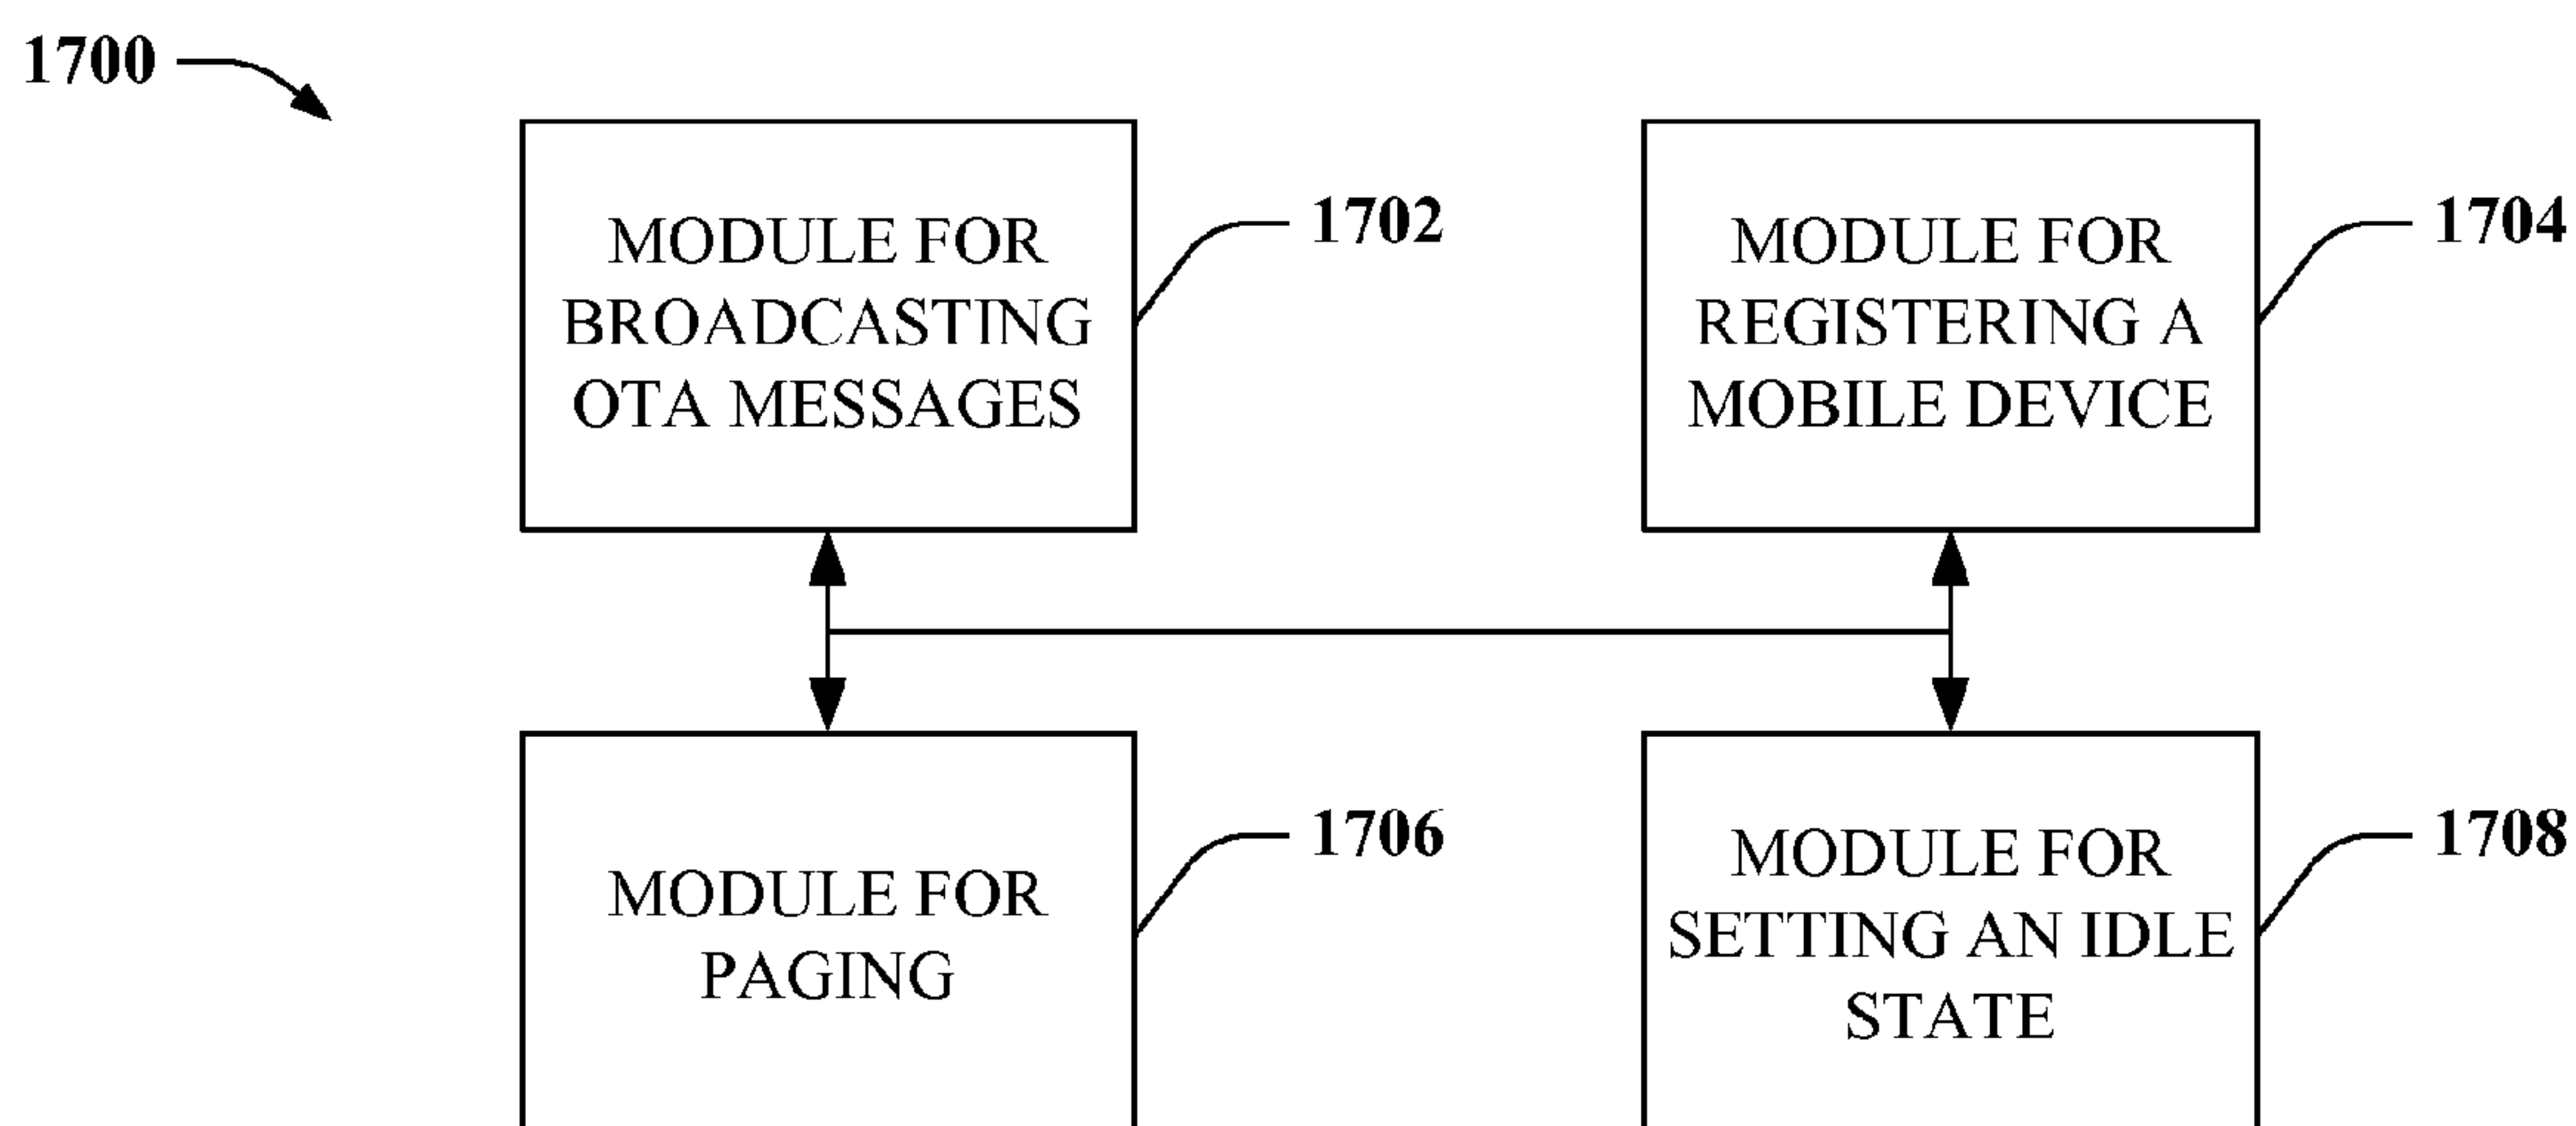 1700
MODULE FOR
BROADCASTING
OTA MESSAGES
1702
MODULE FOR
REGISTERING A
MOBILE DEVICE
1704
MODULE FOR
PAGING
1706
MODULE FOR
SETTING AN IDLE
STATE
1708